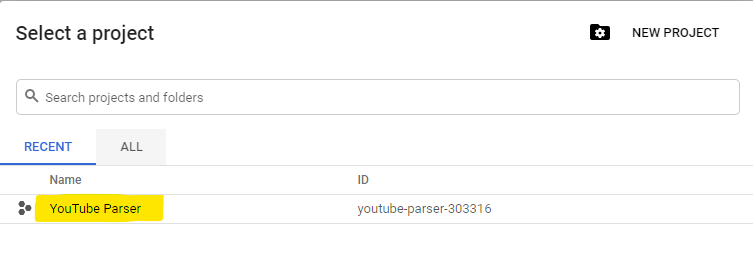 Select a project
NEW PROJECT
Search projects and folders
RECENT ALL
Name ID
YouTube Parser youtube-parser-303316